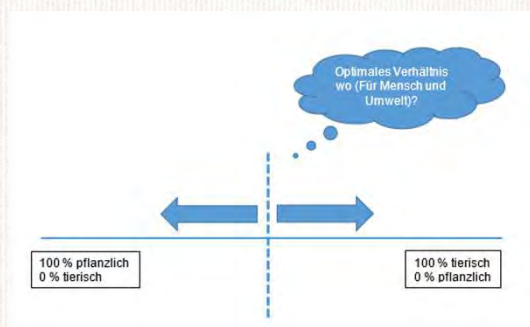 Optimales Verhältnis
wo (Für Mensch und
Umwelt)?
100 % pflanzlich
0 % tierisch
100 % tierisch
0 % pflanzlich